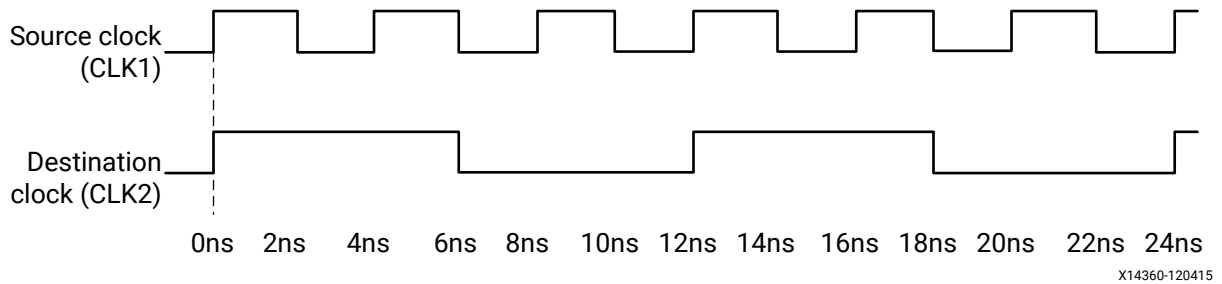 Source clock
(CLK1)
Destination
clock (CLK2)
0ns 2ns 4ns 6ns 8ns 10ns 12ns 14ns 16ns 18ns 20ns 22ns 24ns
X14360-120415